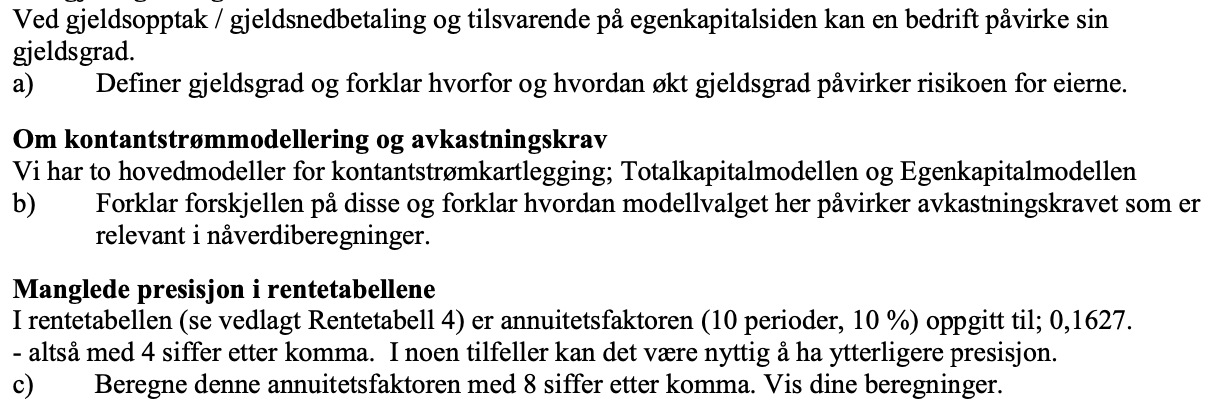 Ved gjeldsopptak / gjeldsnedbetaling og tilsvarende på egenkapitalsiden kan en bedrift påvirke sin
gjeldsgrad.
a) Definer gjeldsgrad og forklar hvorfor og hvordan økt gjeldsgrad påvirker risikoen for eierne.
Om kontantstrømmodellering og avkastningskrav
Vi har to hovedmodeller for kontantstrømkartlegging; Totalkapitalmodellen og Egenkapitalmodellen
b) Forklar forskjellen på disse og forklar hvordan modellvalget her påvirker avkastningskravet som er
relevant i nåverdiberegninger.
Manglede presisjon i rentetabellene
I rentetabellen (se vedlagt Rentetabell 4) er annuitetsfaktoren (10 perioder, 10 %) oppgitt til; 0,1627.
- altså med 4 siffer etter komma. I noen tilfeller kan det være nyttig å ha ytterligere presisjon.
c) Beregne denne annuitetsfaktoren med 8 siffer etter komma. Vis dine beregninger.